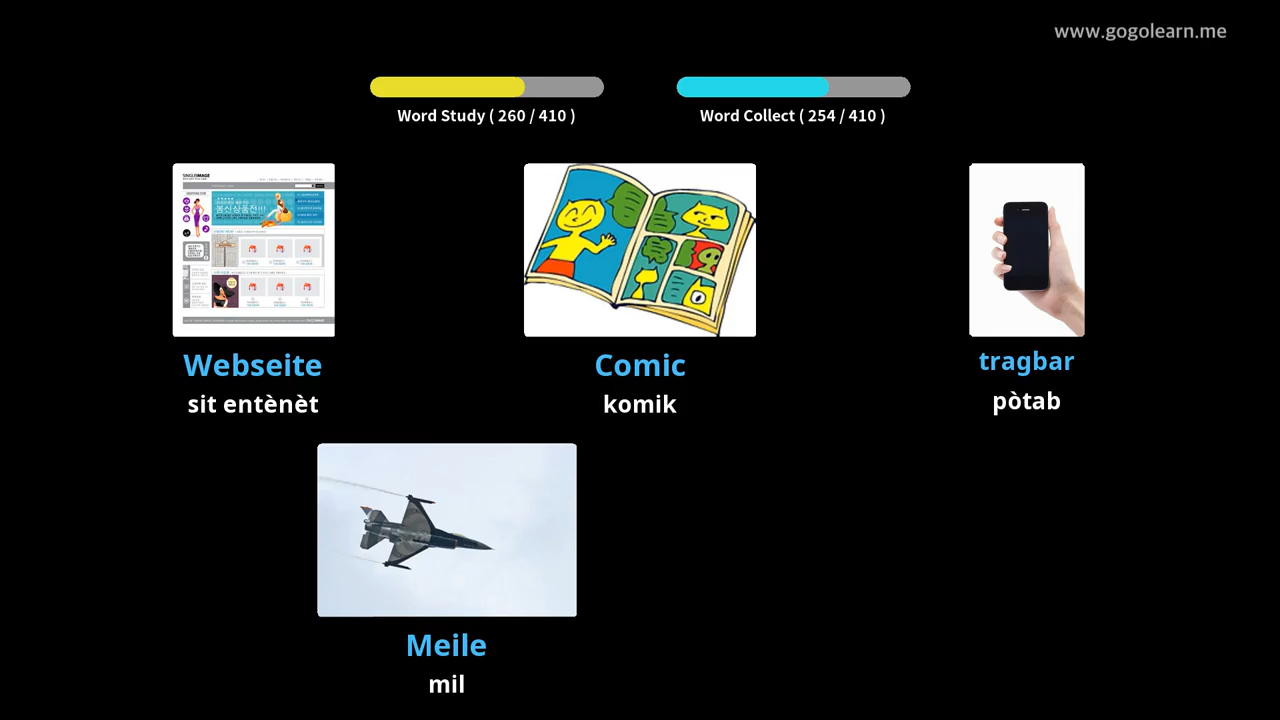 www.gogolearn.me
Word Study ( 260 / 410 )
Word Collect ( 254 / 410 )
Webseite
sit entènèt
Comic
komik
tragbar
pòtab
Meile
mil